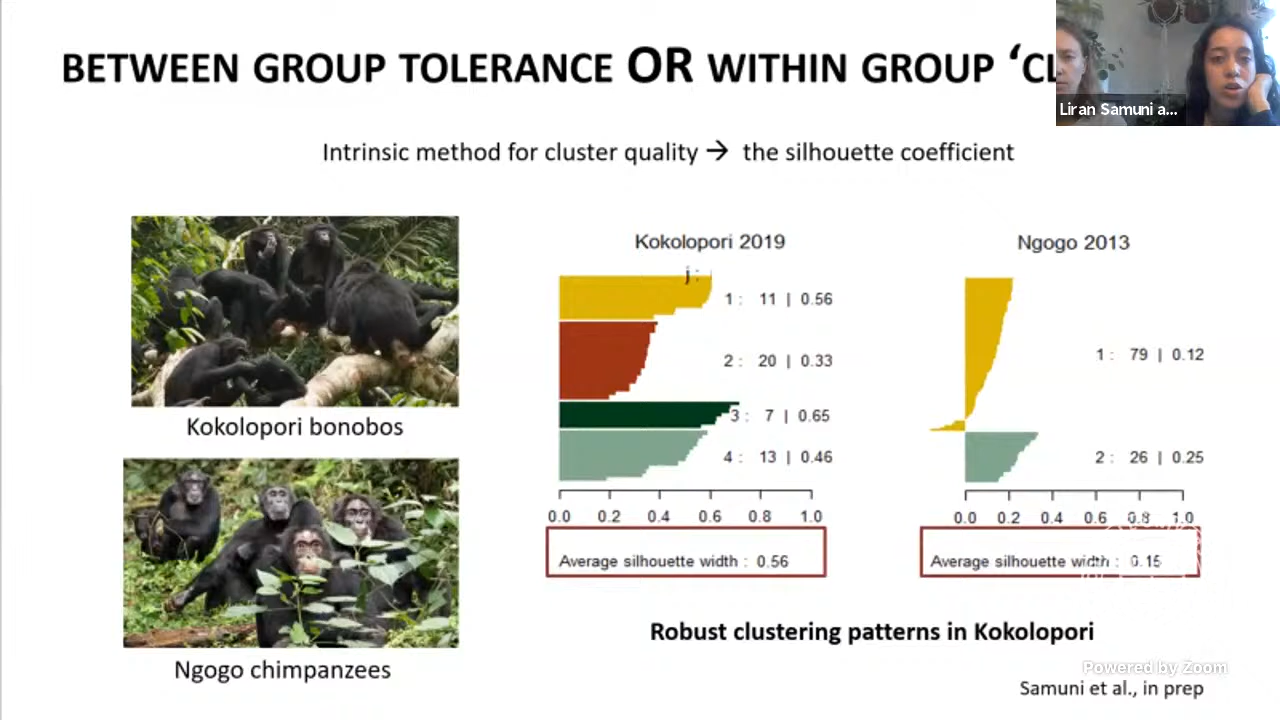 BETWEEN GROUP TOLERANCE OR WITHIN GROUP ‘CL
Liran Samuni a...
Intrinsic method for cluster quality → the silhouette coefficient
Kokolopori bonobos
Ngogo chimpanzees
Kokolopori 2019
j :
1 : 11 | 0.56
2 : 20 | 0.33
3 : 7 | 0.65
4 : 13 | 0.46
0.0 0.2 0.4 0.6 0.8 1.0
Average silhouette width : 0.56
Ngogo 2013
1 : 79 | 0.12
2 : 26 | 0.25
0.0 0.2 0.4 0.6 0.8 1.0
Average silhouette width : 0.15
Robust clustering patterns in Kokolopori
Powered by Zoom
Samuni et al., in prep